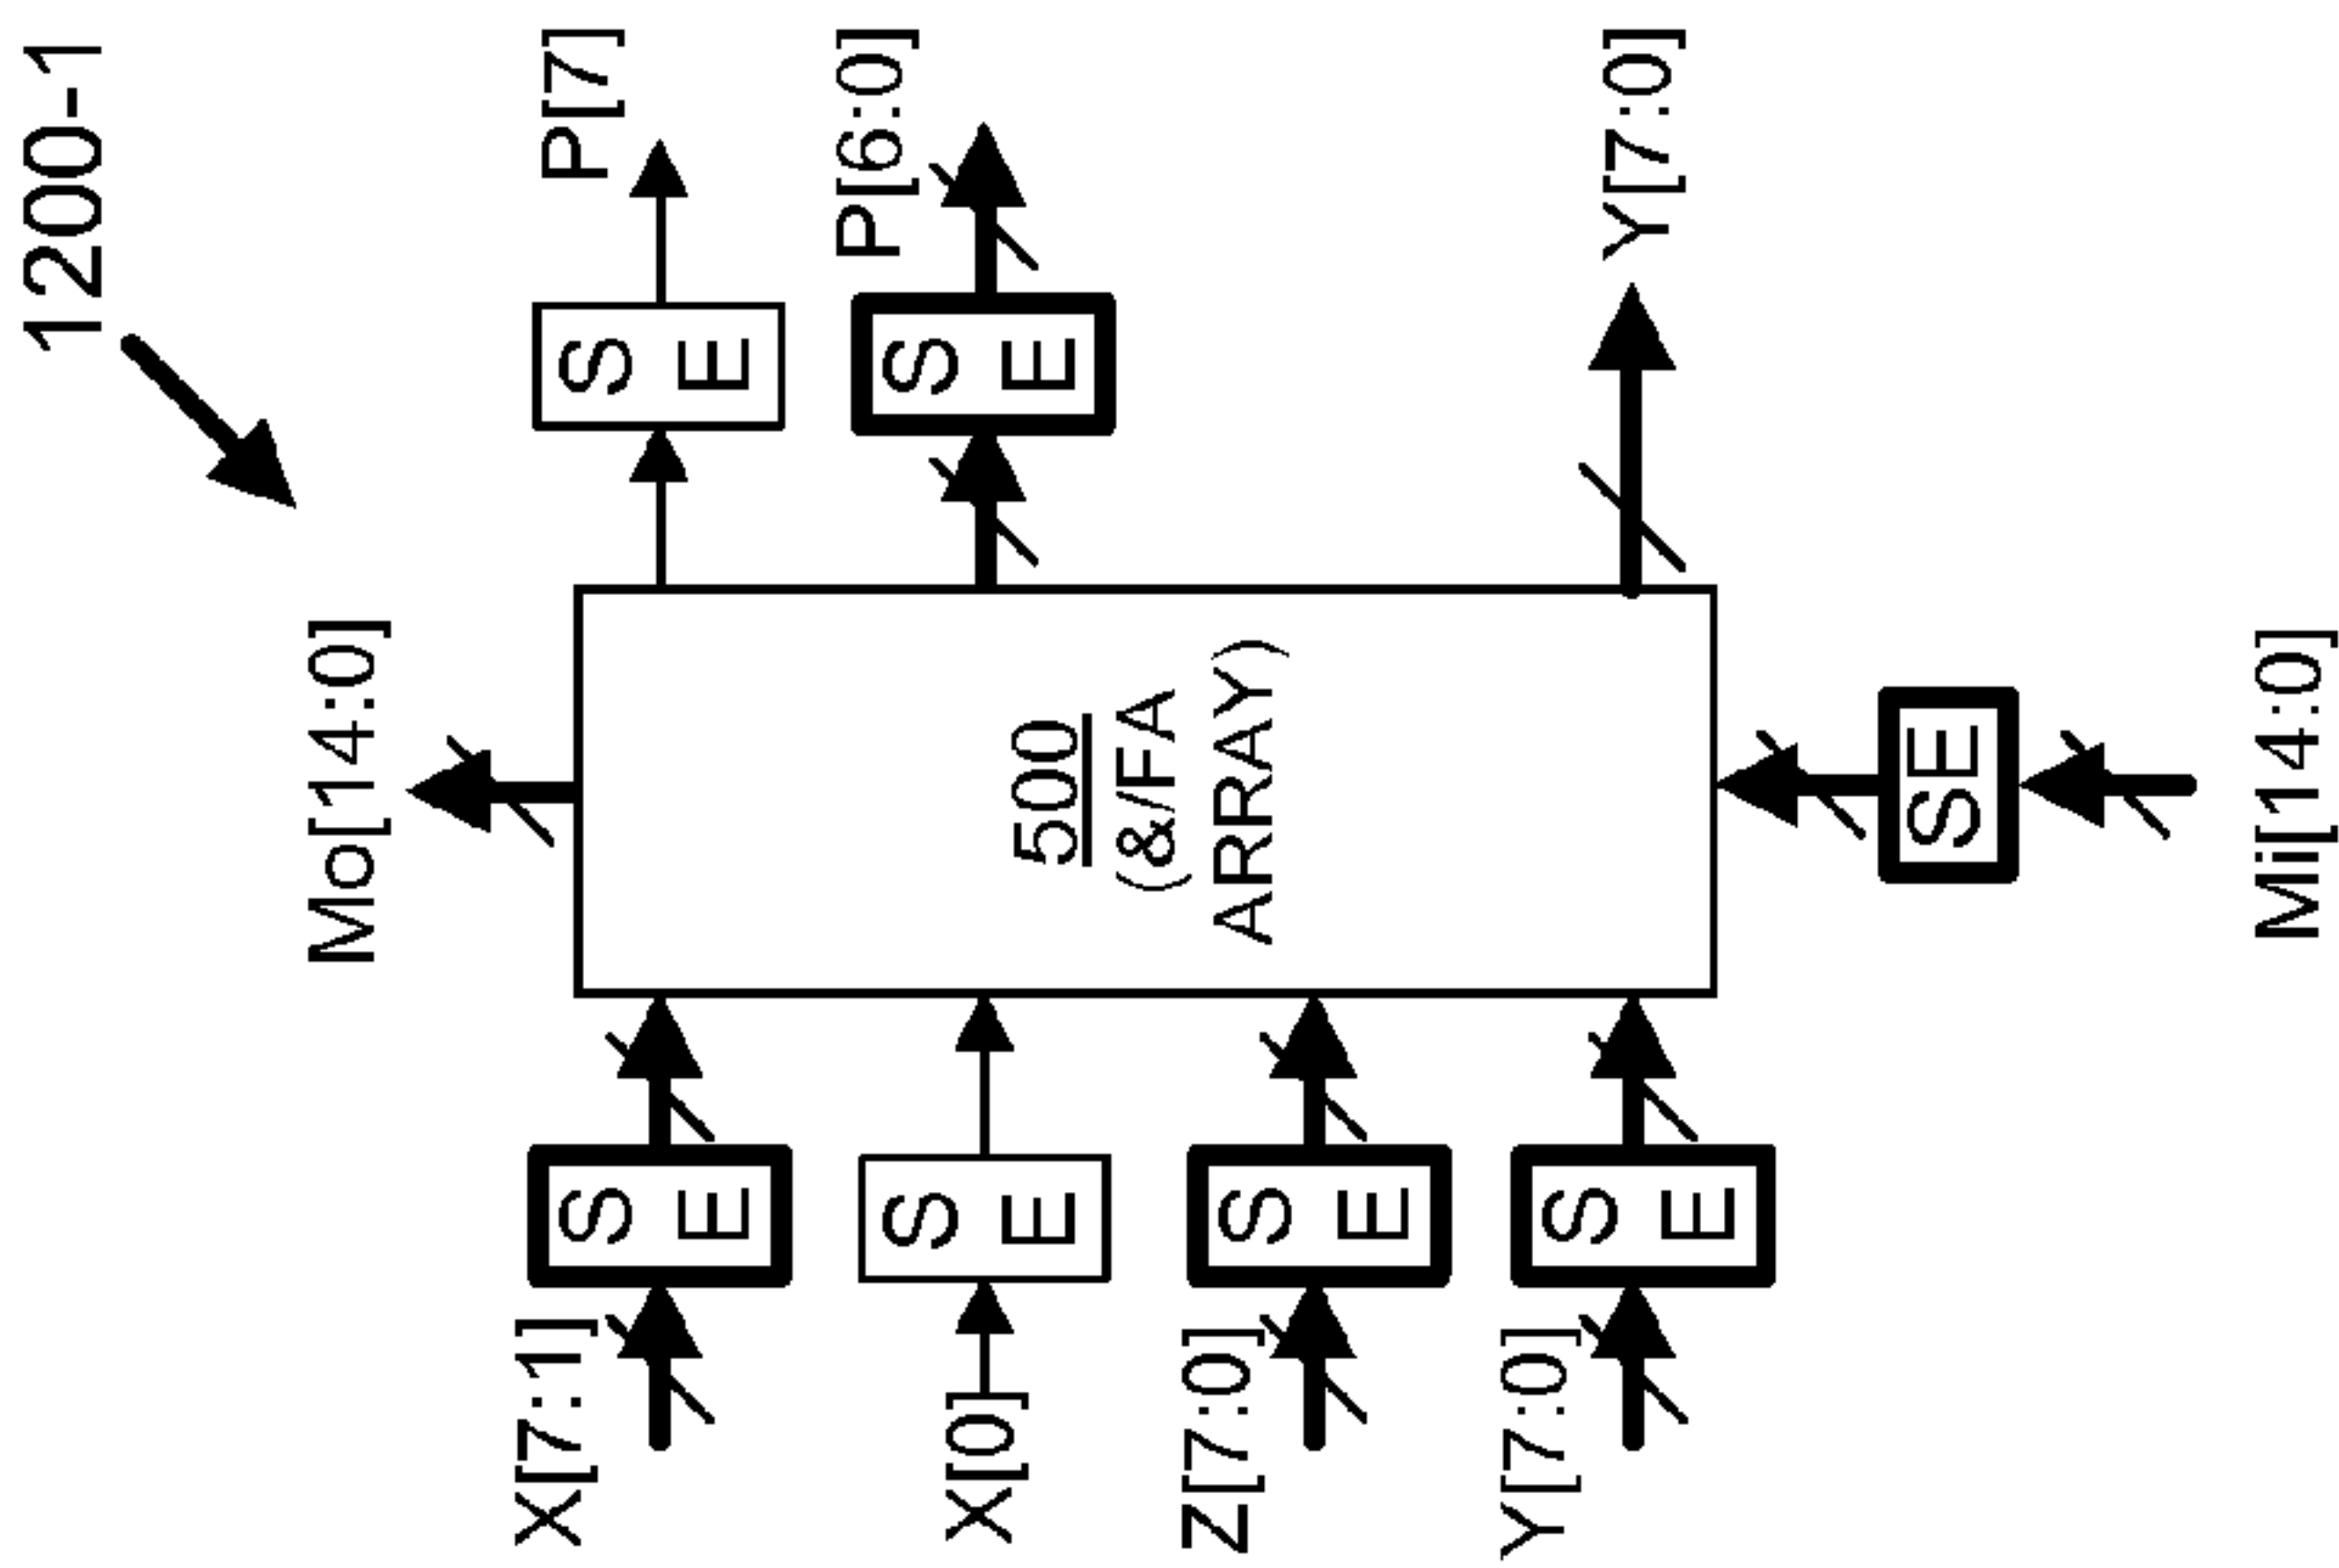 1200-1
Mo[14:0]
X[7:1]
S
E
S
E
P[7]
X[0]
S
E
S
E
P[6:0]
500
(&/FA
ARRAY)
Z[7:0]
S
E
Y[7:0]
S
E
Y[7:0]
SE
Mi[14:0]